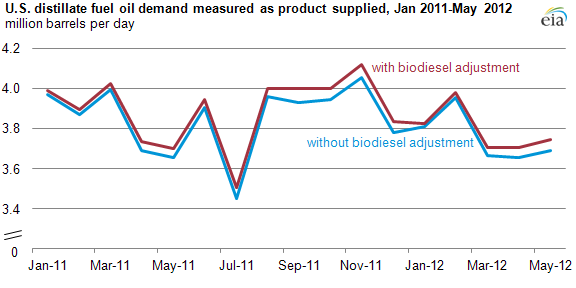 U.S. distillate fuel oil demand measured as product supplied, Jan 2011-May 2012
million barrels per day
eia
4.2
4.0
3.8
3.6
3.4
0
with biodiesel adjustment
without biodiesel adjustment
Jan-11 Mar-11 May-11 Jul-11 Sep-11 Nov-11 Jan-12 Mar-12 May-12